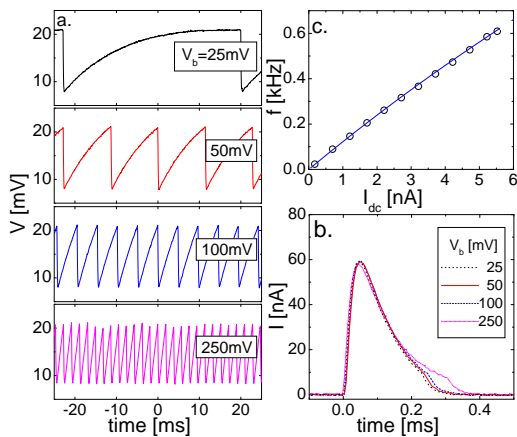 a.
V_b=25mV
20
10
20
50mV
10
20
100mV
10
20
250mV
10
V [mV]
-20 0 20
time [ms]
c.
0.6
0.4
0.2
0.0
f [kHz]
0 1 2 3 4 5 6
I_dc [nA]
b.
80
60
40
20
0
I [nA]
V_b [mV]
25
50
100
250
0.0 0.2 0.4
time [ms]